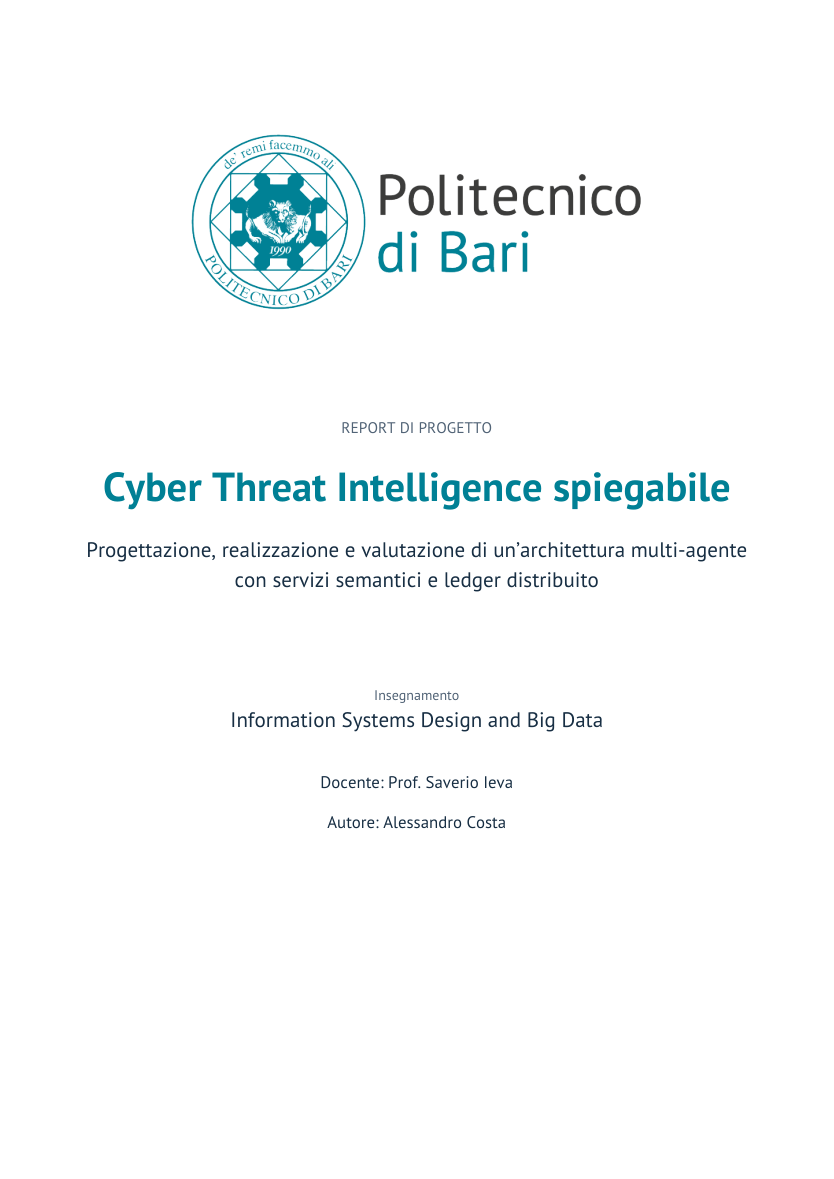 de' remi facemmo ali
1990
POLITECNICO DI BARI
Politecnico
di Bari
REPORT DI PROGETTO
Cyber Threat Intelligence spiegabile
Progettazione, realizzazione e valutazione di un’architettura multi-agente
con servizi semantici e ledger distribuito
Insegnamento
Information Systems Design and Big Data
Docente: Prof. Saverio Ieva
Autore: Alessandro Costa